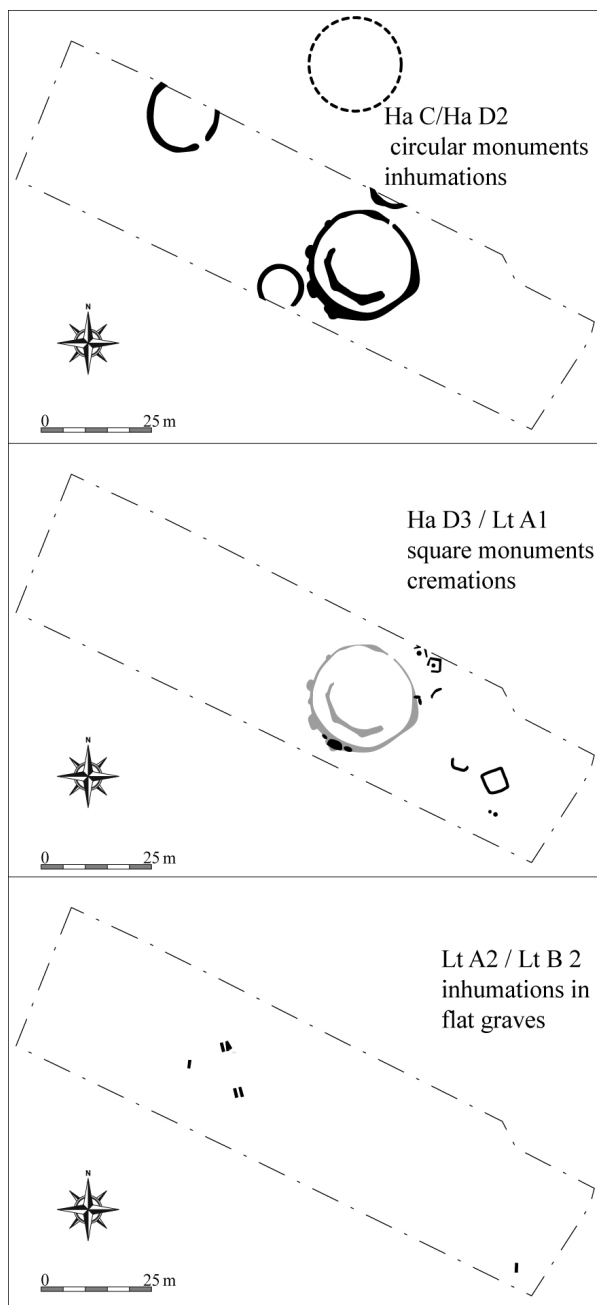 Ha C/Ha D2
circular monuments
inhumations
N
0 25 m
Ha D3 / Lt A1
square monuments
cremations
N
0 25 m
Lt A2 / Lt B 2
inhumations in
flat graves
N
0 25 m